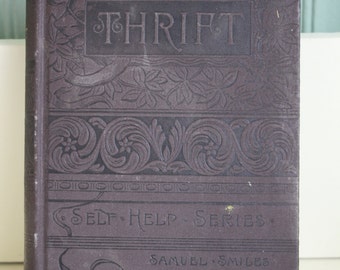 THRIFT
SELF · HELP · SERIES ·
SAMUEL · SMILES